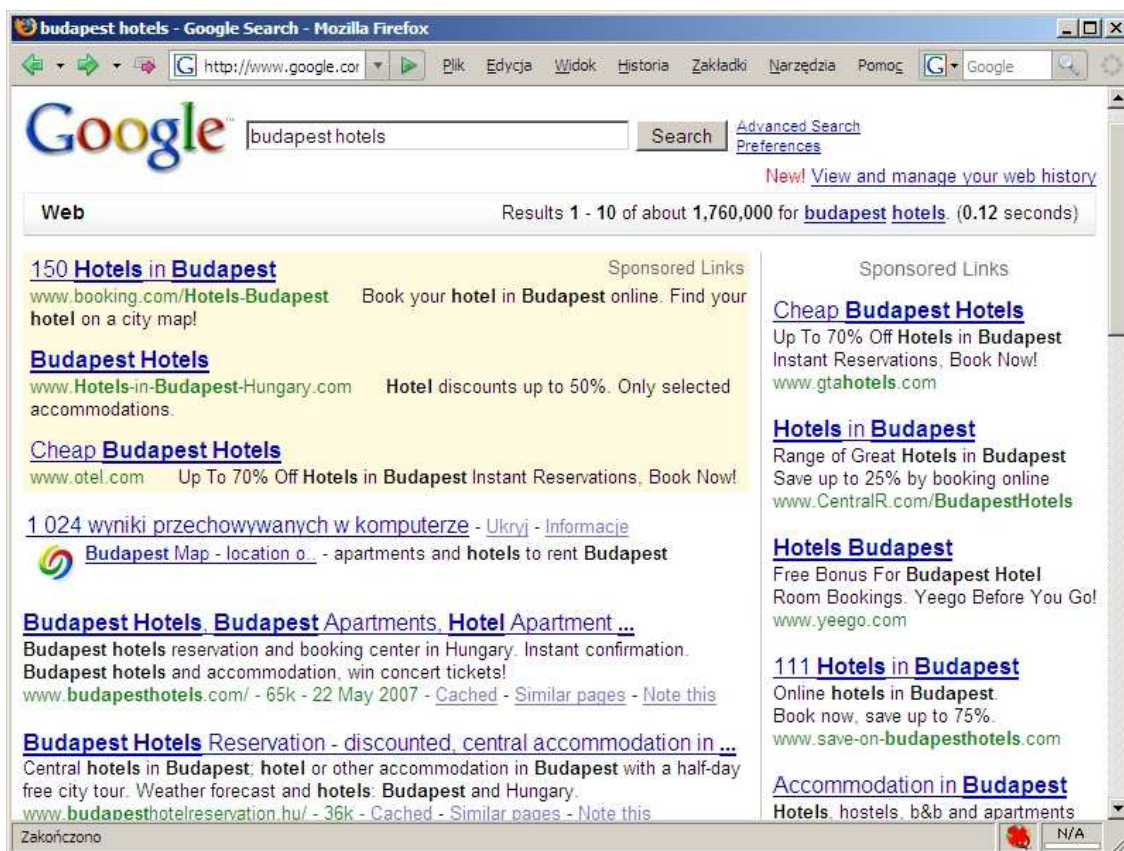 budapest hotels - Google Search - Mozilla Firefox
http://www.google.cor Plik Edycja Widok Historia Zakładki Narzędzia Pomoc Google
Google™ budapest hotels Search Advanced Search
Preferences
New! View and manage your web history
Web Results 1 - 10 of about 1,760,000 for budapest hotels. (0.12 seconds)
150 Hotels in Budapest Sponsored Links
www.booking.com/Hotels-Budapest Book your hotel in Budapest online. Find your
hotel on a city map!
Budapest Hotels
www.Hotels-in-Budapest-Hungary.com Hotel discounts up to 50%. Only selected
accommodations.
Cheap Budapest Hotels
www.otel.com Up To 70% Off Hotels in Budapest Instant Reservations, Book Now!
1 024 wyniki przechowywanych w komputerze - Ukryj - Informacje
Budapest Map - location o.. - apartments and hotels to rent Budapest
Budapest Hotels, Budapest Apartments, Hotel Apartment ...
Budapest hotels reservation and booking center in Hungary. Instant confirmation.
Budapest hotels and accommodation, win concert tickets!
www.budapesthotels.com/ - 65k - 22 May 2007 - Cached - Similar pages - Note this
Budapest Hotels Reservation - discounted, central accommodation in ...
Central hotels in Budapest; hotel or other accommodation in Budapest with a half-day
free city tour. Weather forecast and hotels: Budapest and Hungary.
www.budapesthotelreservation.hu/ - 36k - Cached - Similar pages - Note this
Sponsored Links
Cheap Budapest Hotels
Up To 70% Off Hotels in Budapest
Instant Reservations, Book Now!
www.gtahotels.com
Hotels in Budapest
Range of Great Hotels in Budapest
Save up to 25% by booking online
www.CentralR.com/BudapestHotels
Hotels Budapest
Free Bonus For Budapest Hotel
Room Bookings. Yeego Before You Go!
www.yeego.com
111 Hotels in Budapest
Online hotels in Budapest.
Book now, save up to 75%.
www.save-on-budapesthotels.com
Accommodation in Budapest
Hotels, hostels, b&b and apartments
Zakończono N/A